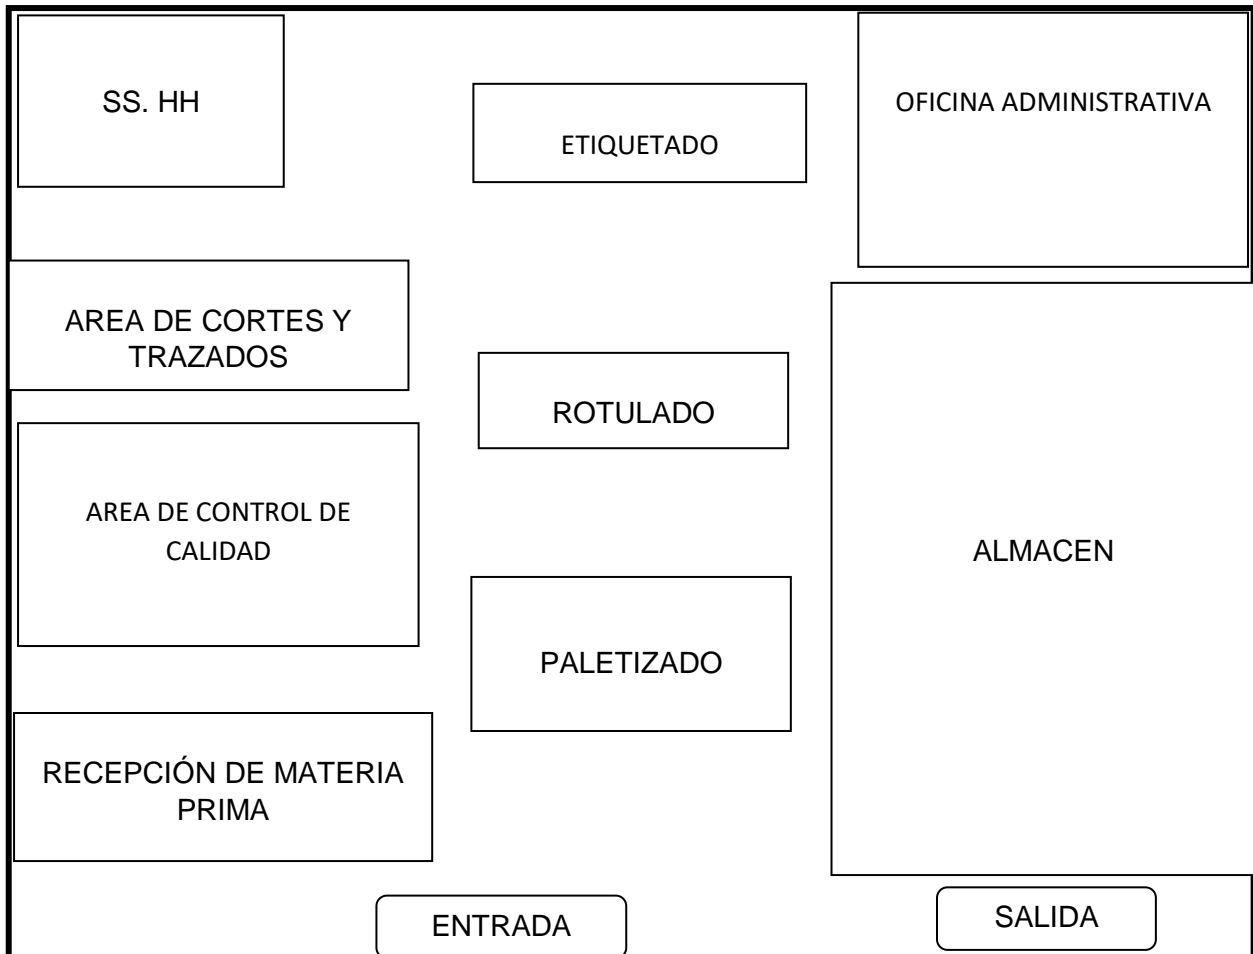 SS. HH
ETIQUETADO
OFICINA ADMINISTRATIVA
AREA DE CORTES Y
TRAZADOS
ROTULADO
AREA DE CONTROL DE
CALIDAD
ALMACEN
PALETIZADO
RECEPCIÓN DE MATERIA
PRIMA
ENTRADA
SALIDA